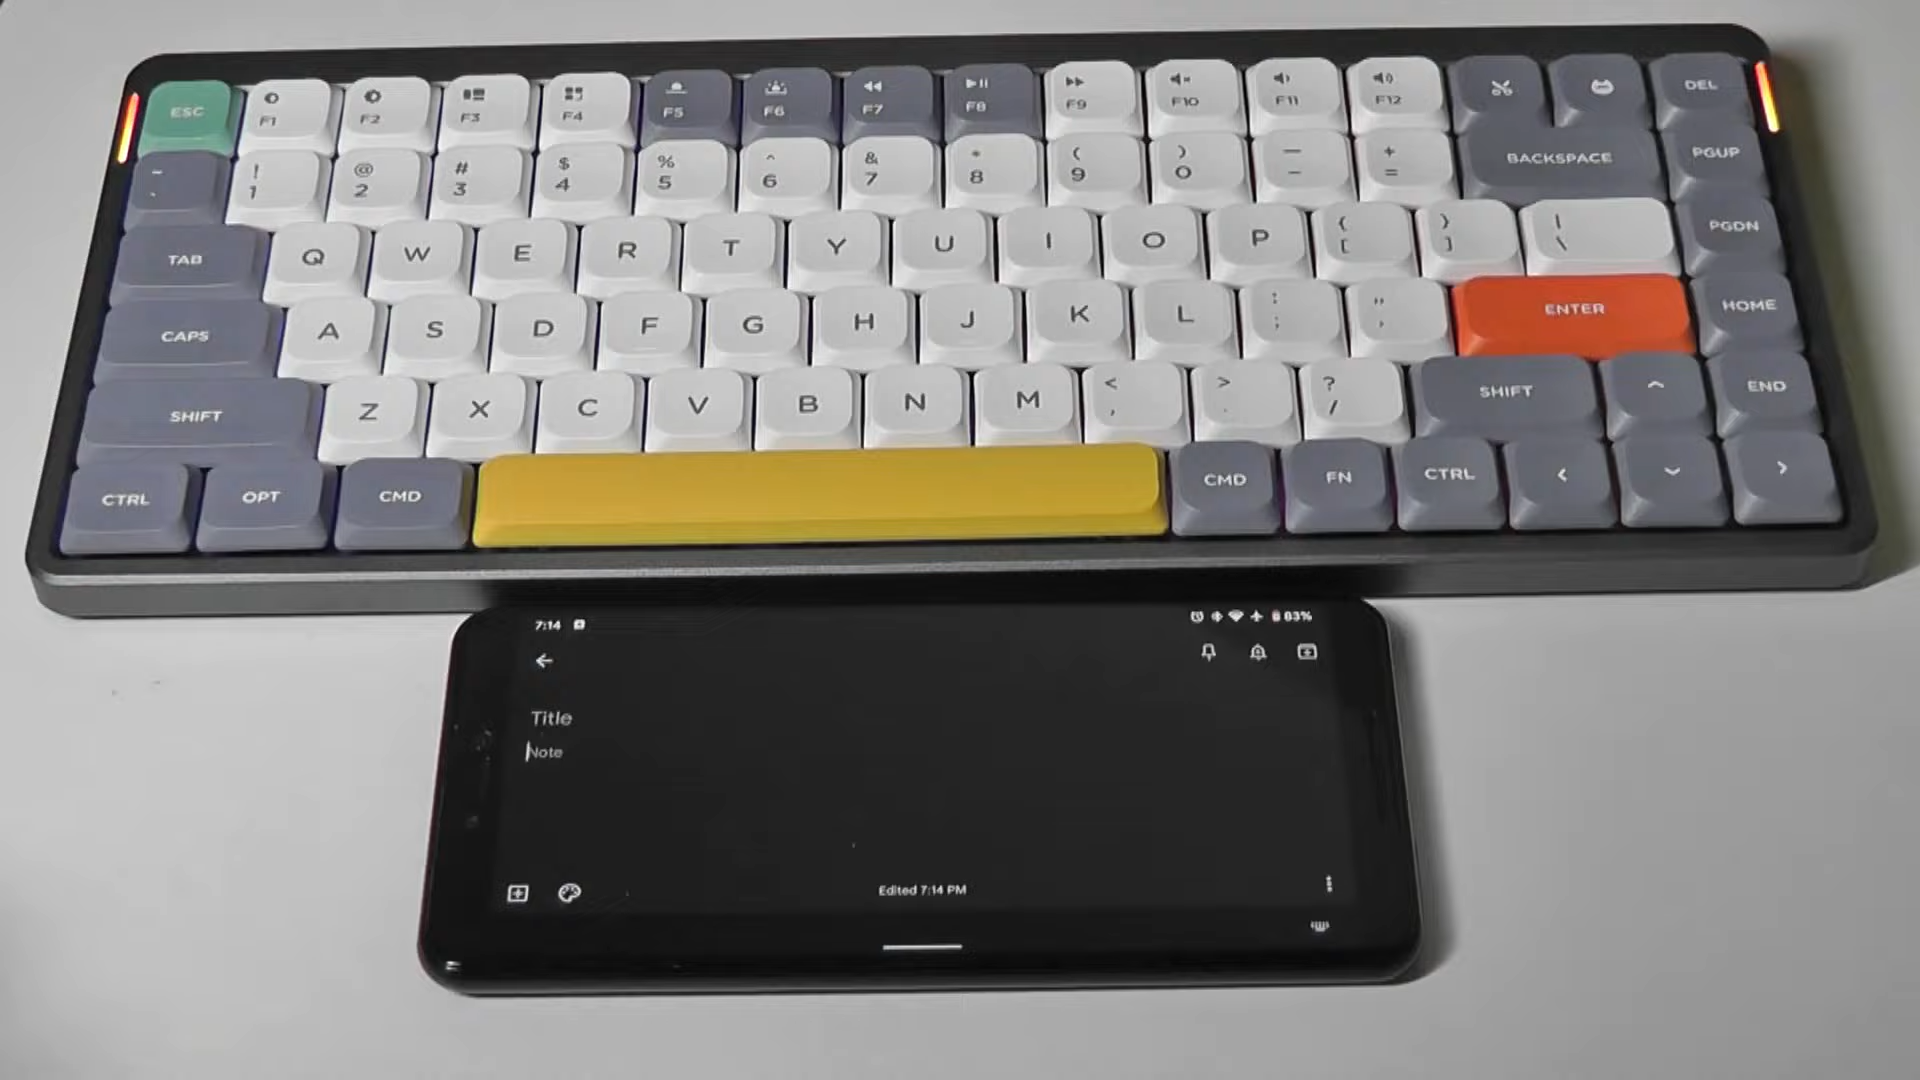 ESC F1 F2 F3 F4 F5 F6 F7 F8 F9 F10 F11 F12 DEL
~ ` ! 1 @ 2 # 3 $ 4 % 5 ^ 6 & 7 * 8 ( 9 ) 0 — - + = BACKSPACE PGUP
TAB Q W E R T Y U I O P { [ } ] | \ PGDN
CAPS A S D F G H J K L : ; " ' ENTER HOME
SHIFT Z X C V B N M < , > . ? / SHIFT ^ END
CTRL OPT CMD CMD FN CTRL
7:14 83%
Title
Note
Edited 7:14 PM